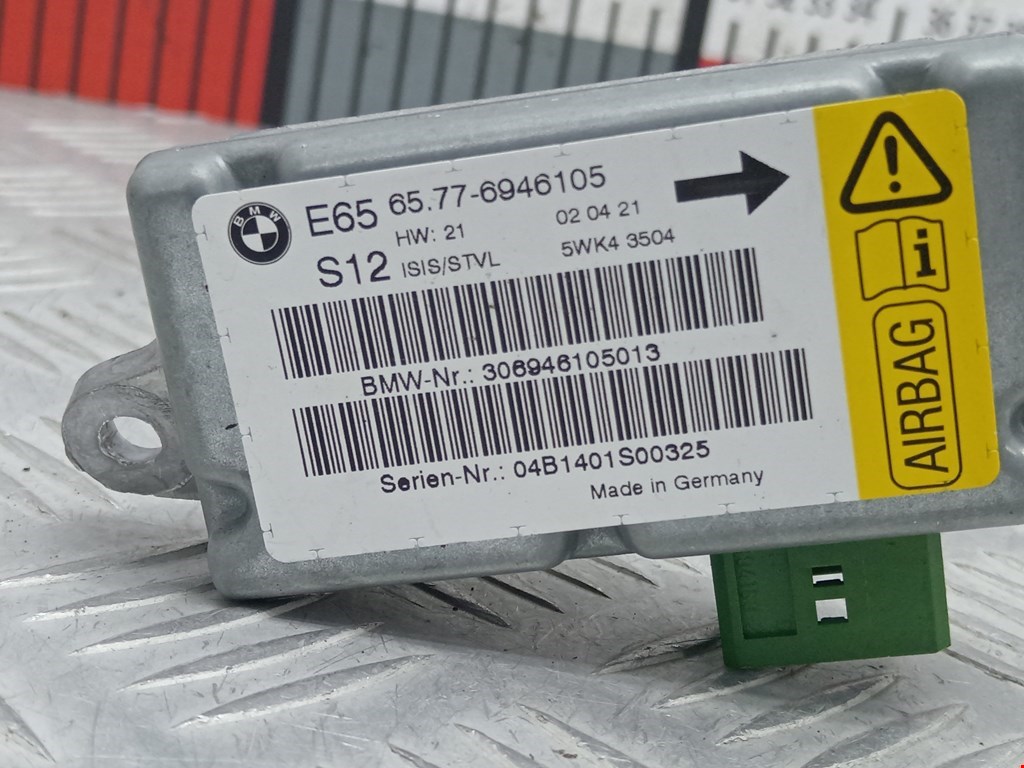 BMW
E65 65.77-6946105
HW: 21 02 04 21
S12 ISIS/STVL 5WK4 3504
BMW-Nr.: 306946105013
Serien-Nr.: 04B1401S00325
Made in Germany
i
AIRBAG